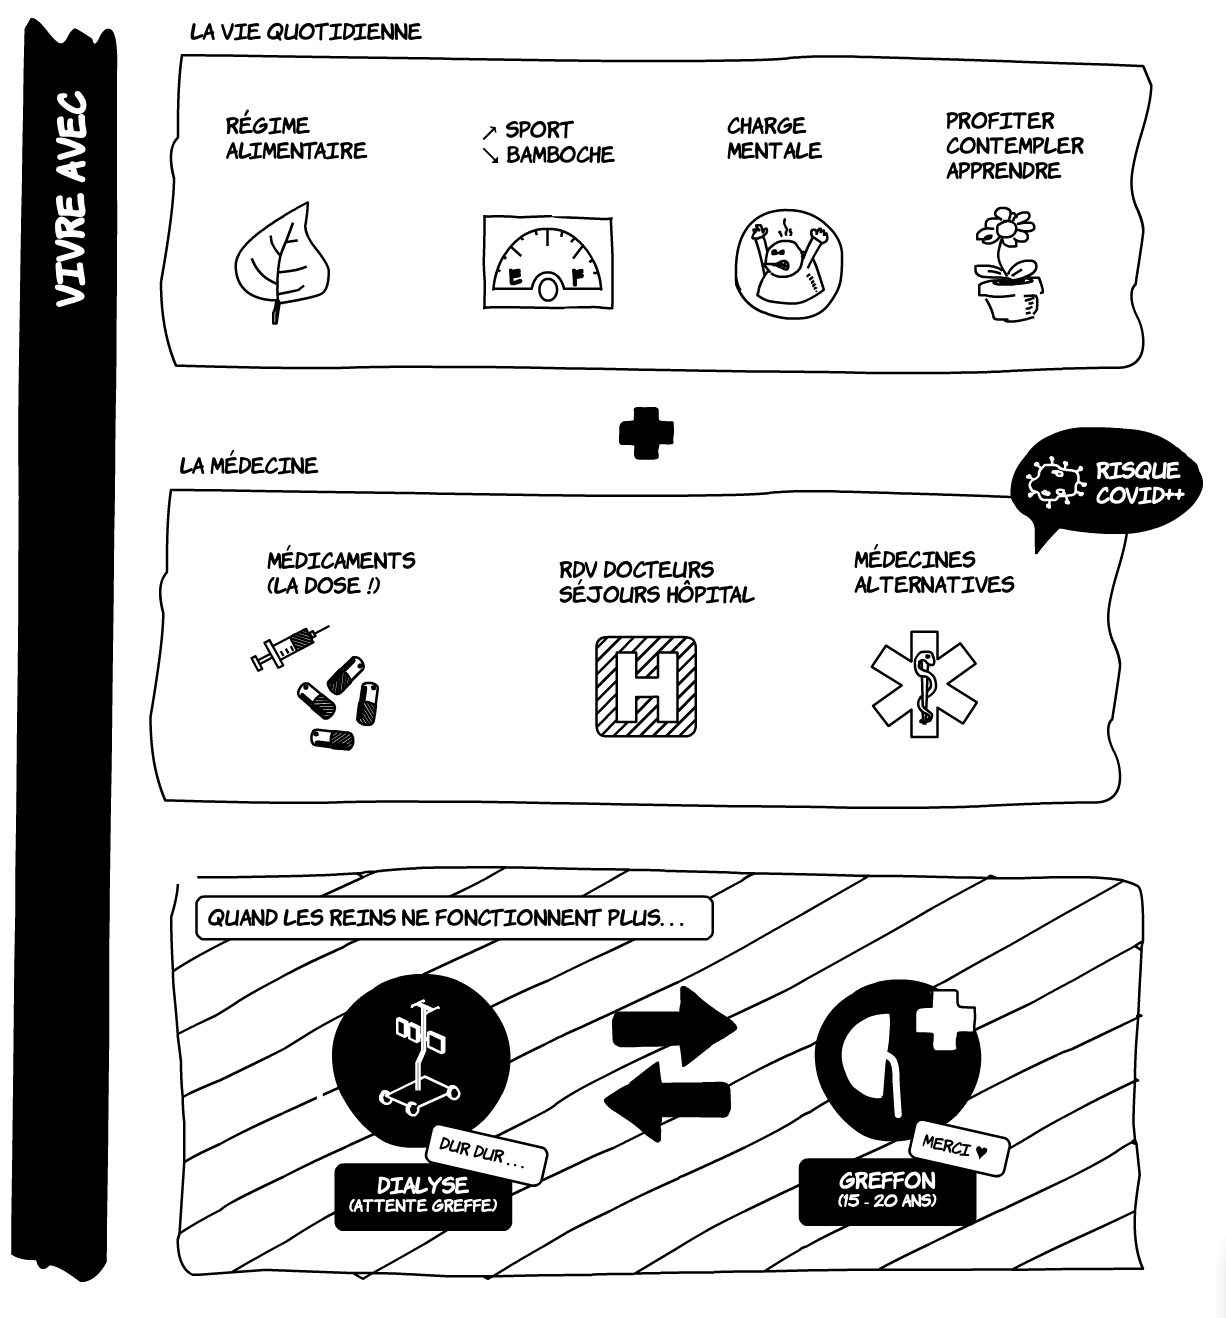 VIVRE AVEC
LA VIE QUOTIDIENNE
RÉGIME
ALIMENTAIRE
↗ SPORT
↘ BAMBOCHE
E F
CHARGE
MENTALE
PROFITER
CONTEMPLER
APPRENDRE
LA MÉDECINE
RISQUE
COVID++
MÉDICAMENTS
(LA DOSE !)
RDV DOCTEURS
SÉJOURS HÔPITAL
H
MÉDECINES
ALTERNATIVES
QUAND LES REINS NE FONCTIONNENT PLUS...
DUR DUR...
DIALYSE
(ATTENTE GREFFE)
MERCI ♥
GREFFON
(15 - 20 ANS)